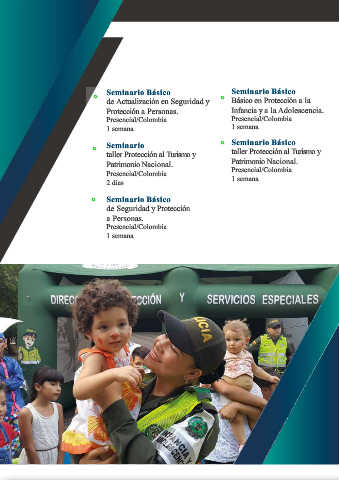 Seminario Básico
de Actualización en Seguridad y
Protección a Personas.
Presencial/Colombia
1 semana
Seminario
taller Protección al Turismo y
Patrimonio Nacional.
Presencial/Colombia
2 días
Seminario Básico
de Seguridad y Protección
a Personas.
Presencial/Colombia
1 semana
Seminario Básico
Básico en Protección a la
Infancia y a la Adolescencia.
Presencial/Colombia
1 semana
Seminario Básico
taller Protección al Turismo y
Patrimonio Nacional.
Presencial/Colombia
1 semana
Y SERVICIOS ESPECIALES